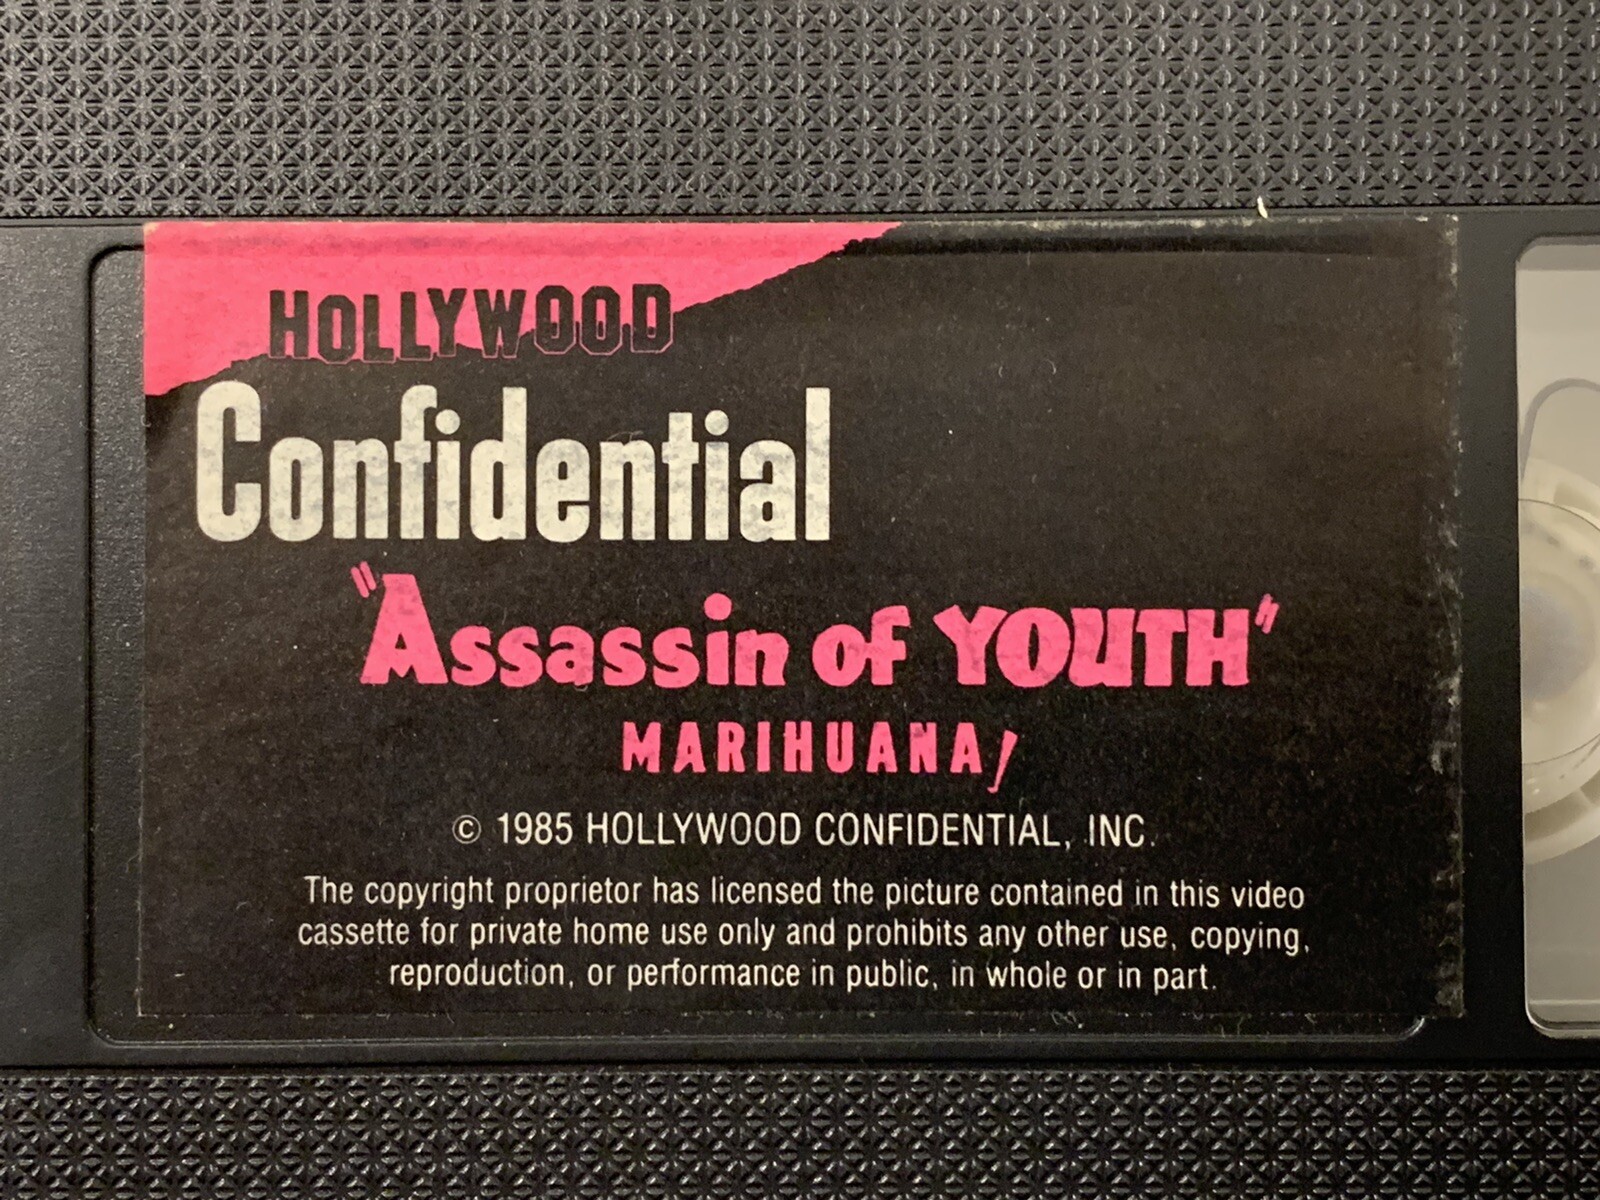 HOLLYWOOD
Confidential
"Assassin of YOUTH"
MARIHUANA!
© 1985 HOLLYWOOD CONFIDENTIAL, INC.
The copyright proprietor has licensed the picture contained in this video
cassette for private home use only and prohibits any other use, copying,
reproduction, or performance in public, in whole or in part.